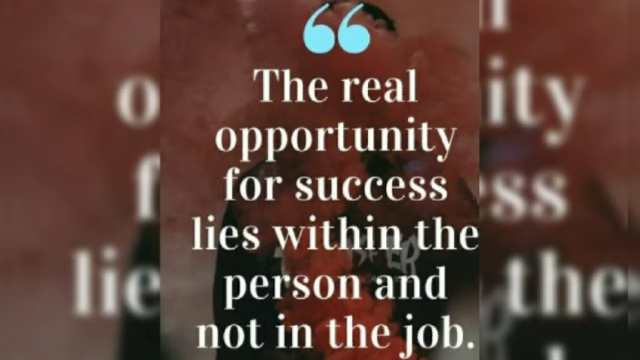 “
The real
opportunity
for success
lies within the
person and
not in the job.